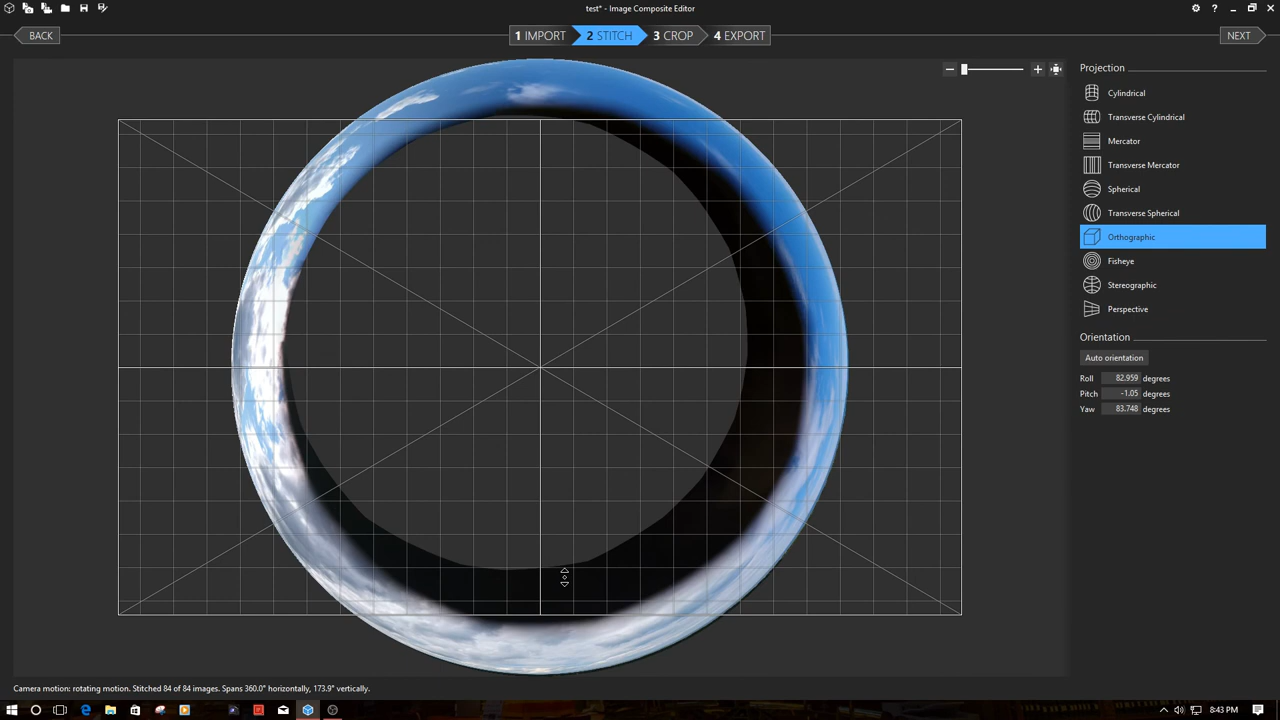 test* - Image Composite Editor
BACK
1 IMPORT
2 STITCH
3 CROP
4 EXPORT
NEXT
Projection
Cylindrical
Transverse Cylindrical
Mercator
Transverse Mercator
Spherical
Transverse Spherical
Orthographic
Fisheye
Stereographic
Perspective
Orientation
Auto orientation
Roll 82.959 degrees
Pitch -1.05 degrees
Yaw 83.748 degrees
Camera motion: rotating motion. Stitched 84 of 84 images. Spans 360.0° horizontally, 173.9° vertically.
8:43 PM